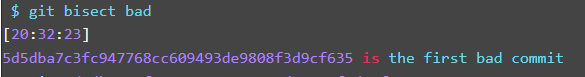 $ git bisect bad
[20:32:23]
5d5dba7c3fc947768cc609493de9808f3d9cf635 is the first bad commit